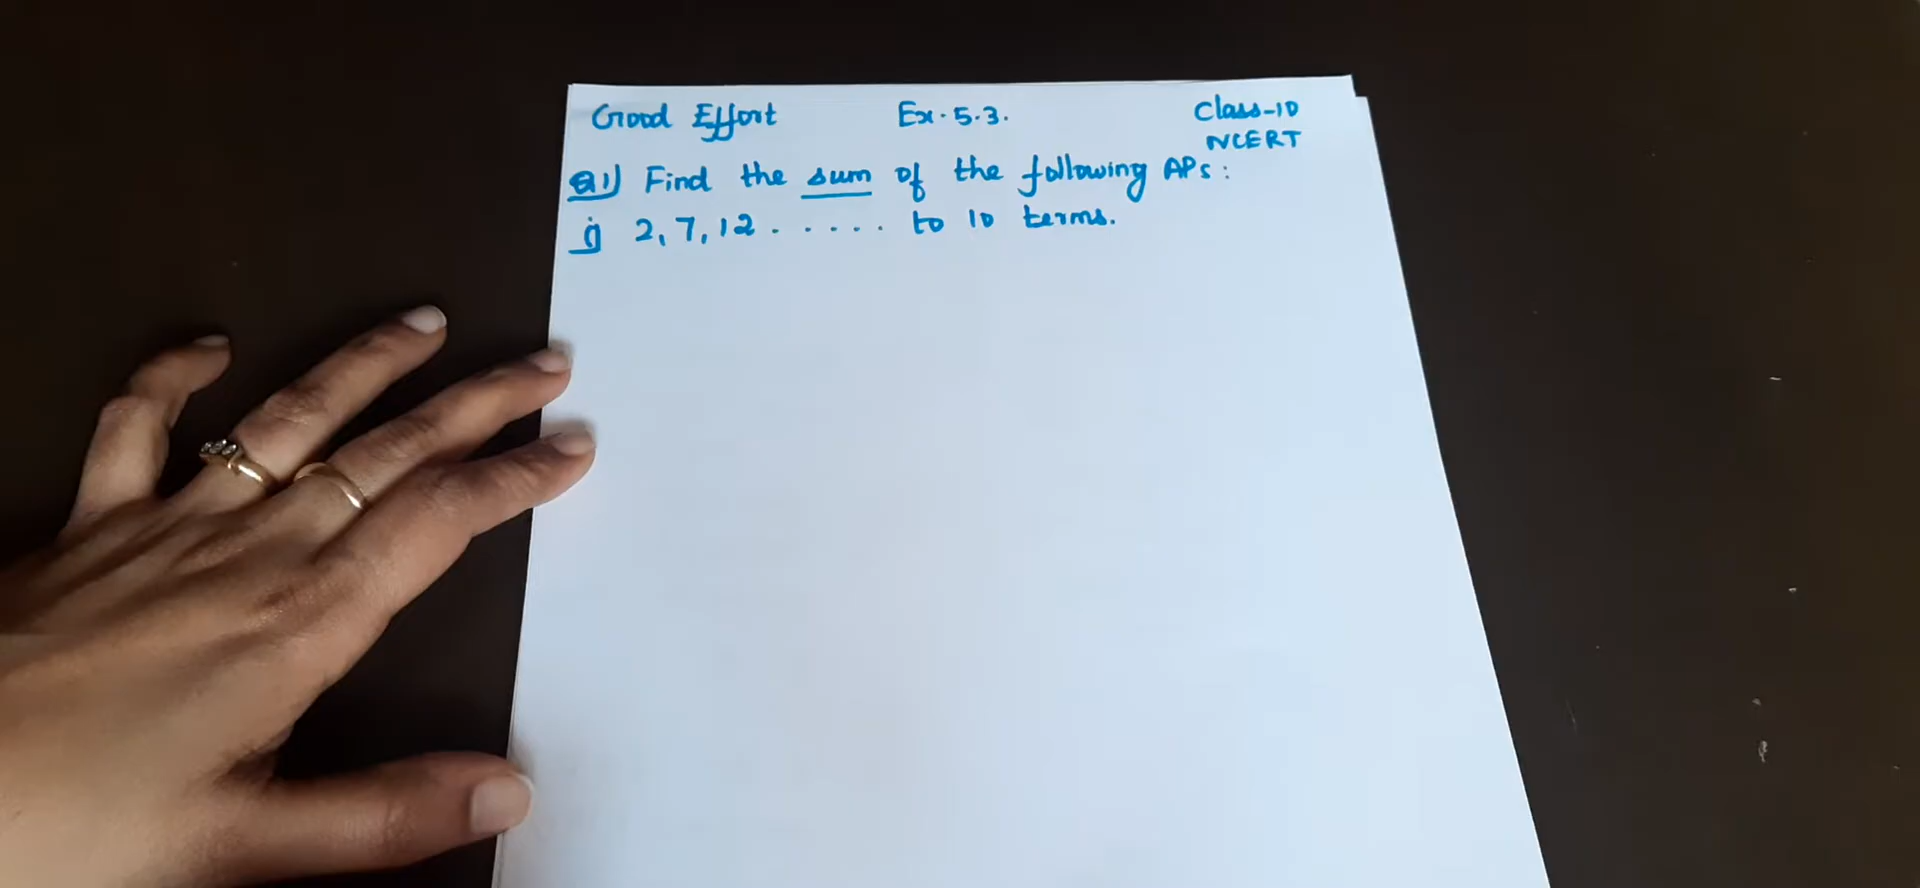 Good Effort Ex. 5.3. Class-10
NCERT
Q1) Find the sum of the following APs:
i) 2, 7, 12 ...... to 10 terms.